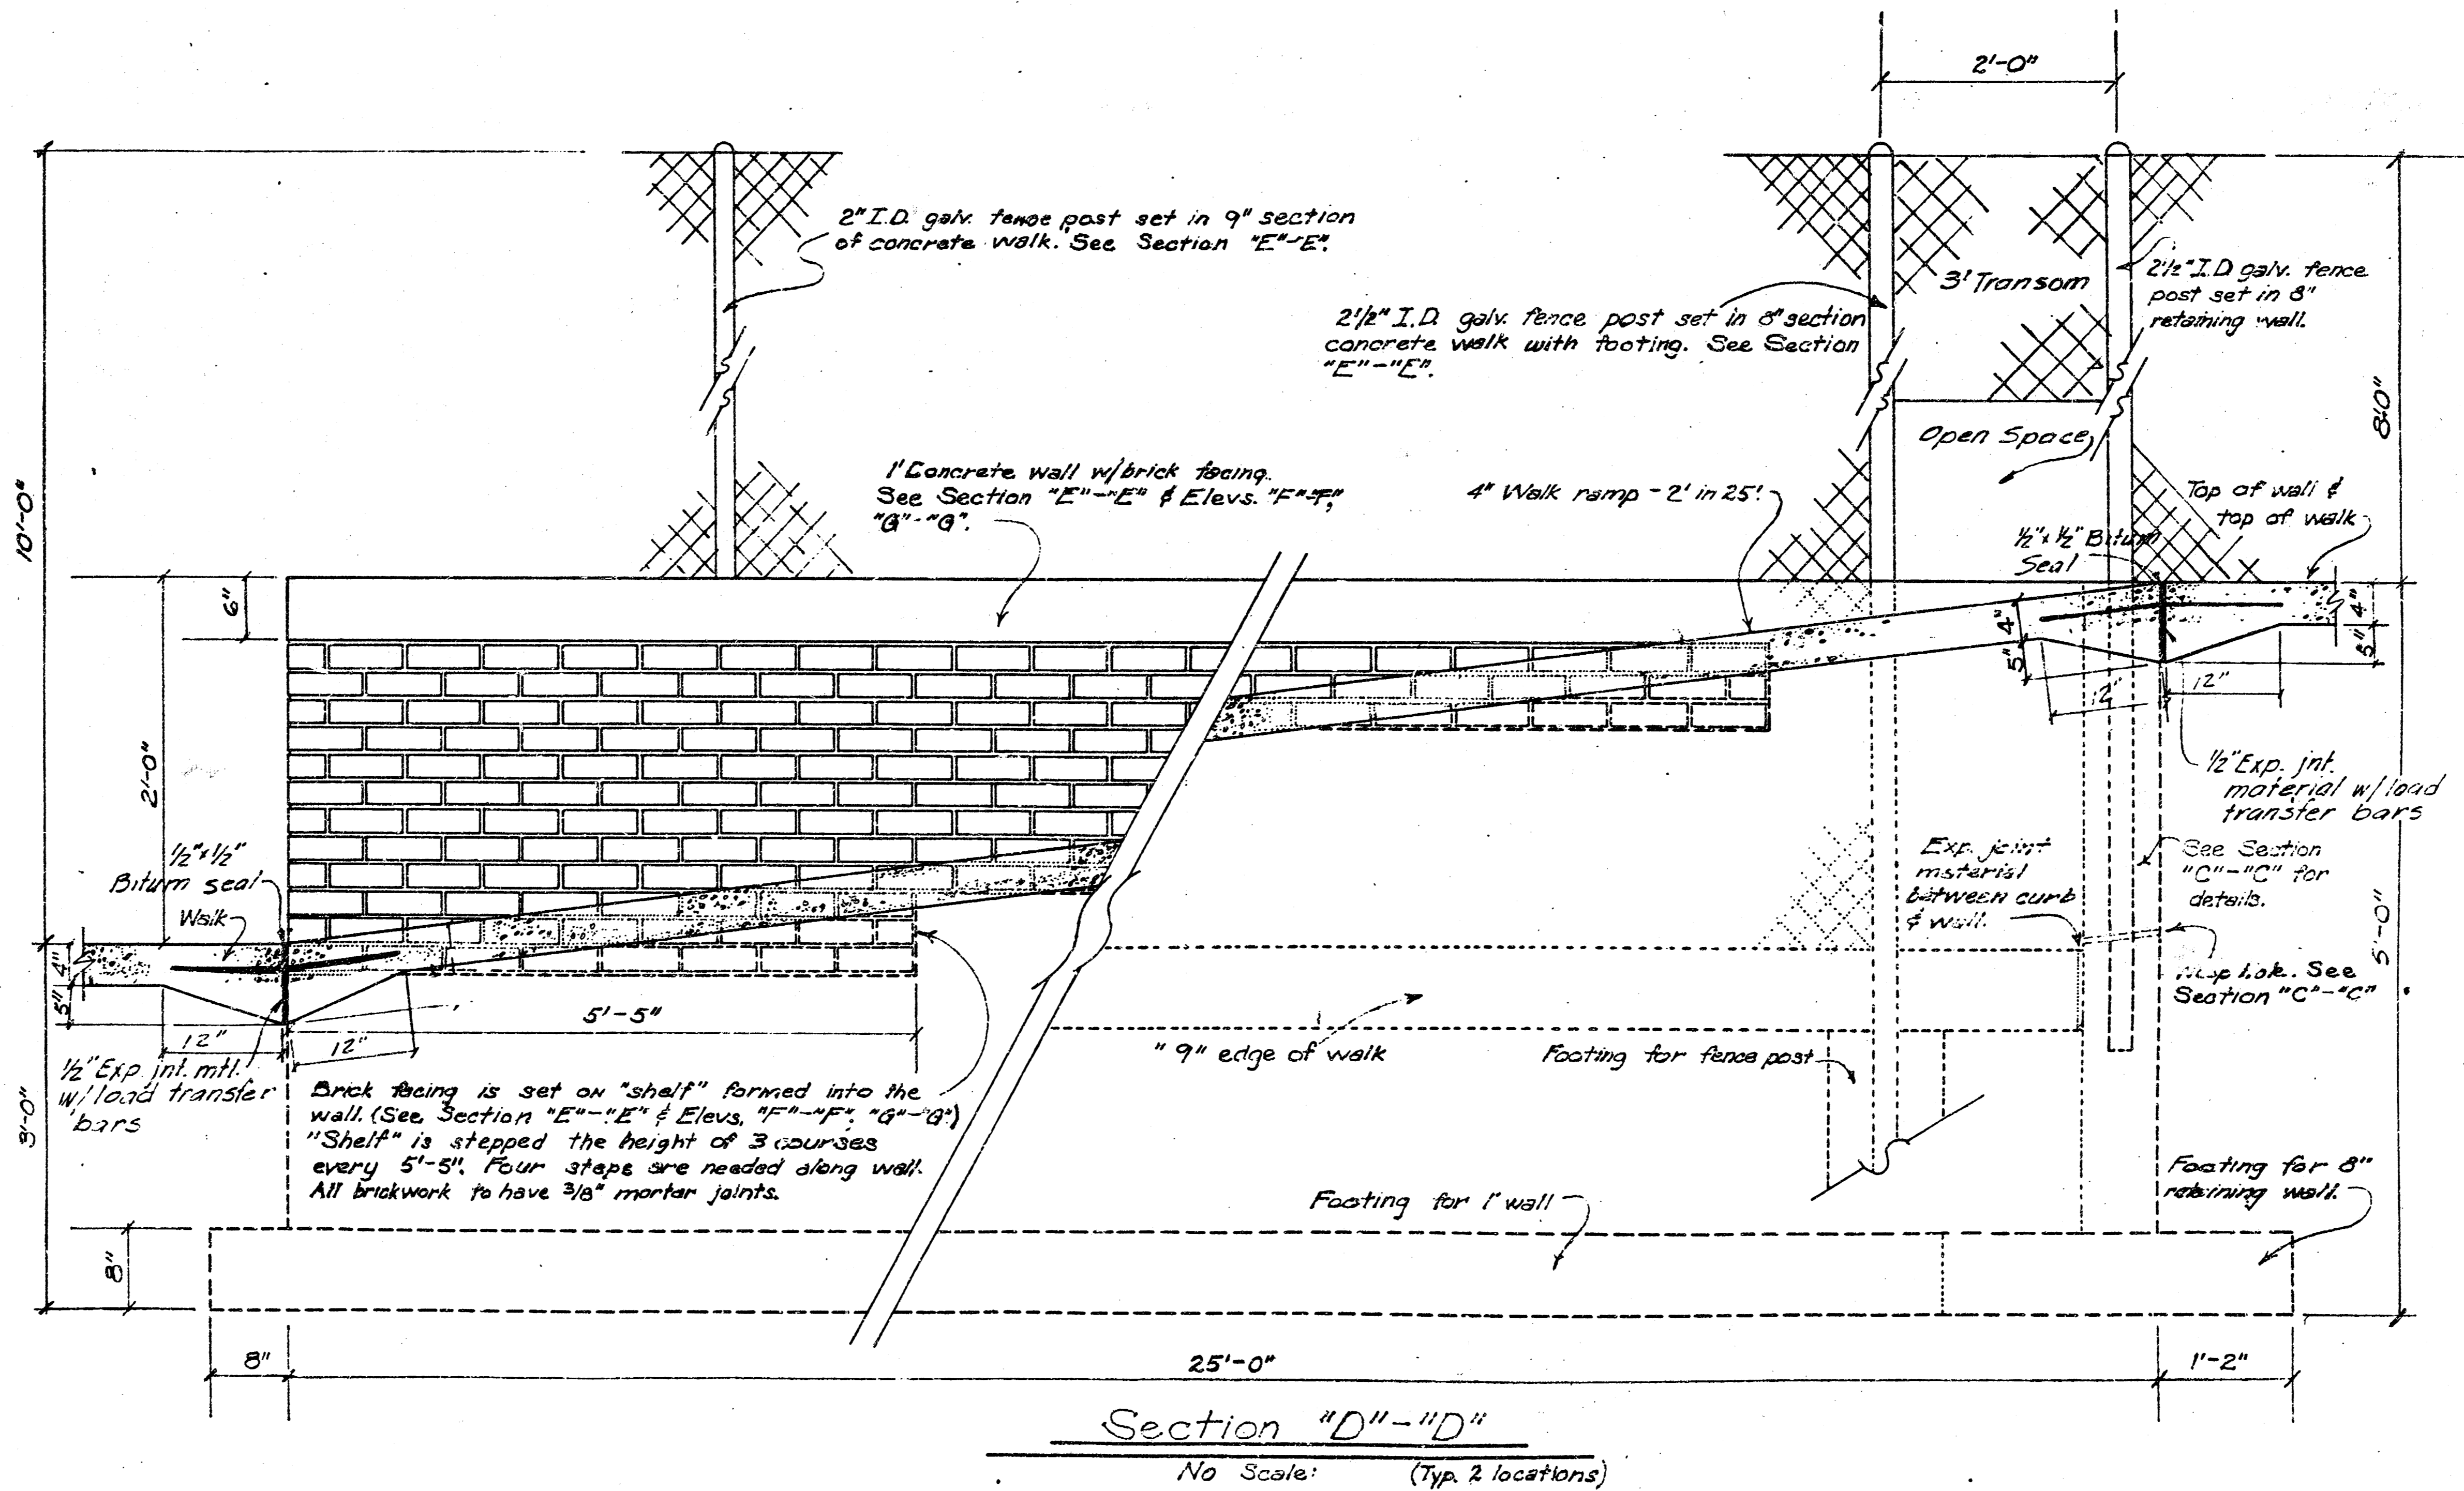 2'-0"
2" I.D. galv. fence post set in 9" section
of concrete walk. See Section "E"-"E".
3' Transom
2 1/2" I.D. galv. fence
post set in 8"
retaining wall.
2 1/2" I.D. galv. fence post set in 8" section
concrete walk with footing. See Section
"E"-"E".
8'-0"
10'-0"
Open Space
1' Concrete wall w/brick facing.
See Section "E"-"E" & Elevs. "F"-"F",
"G"-"G".
4" Walk ramp - 2' in 25'.
Top of wall &
top of walk
1/2" x 1/2" Bitum
Seal
6"
4"
5"
4"
5"
12"
12"
2'-0"
1/2" Exp. jnt.
material w/load
transfer bars
1/2" x 1/2"
Bitum seal
Walk
Exp. joint
material
between curb
& wall.
See Section
"C"-"C" for
details.
4"
5"
12"
12"
5'-5"
See
Section "C"-"C"
5'-0"
"9" edge of walk
Footing for fence post
1/2" Exp. jnt. mtl.
w/load transfer
bars
3'-0"
Brick facing is set on "shelf" formed into the
wall. (See Section "E"-"E" & Elevs, "F"-"F", "G"-"G")
"Shelf" is stepped the height of 3 courses
every 5'-5". Four steps are needed along wall.
All brickwork to have 3/8" mortar joints.
Footing for 1' wall
Footing for 8"
retaining wall.
8"
8"
25'-0"
1'-2"
Section "D"-"D"
No Scale: (Typ. 2 locations)